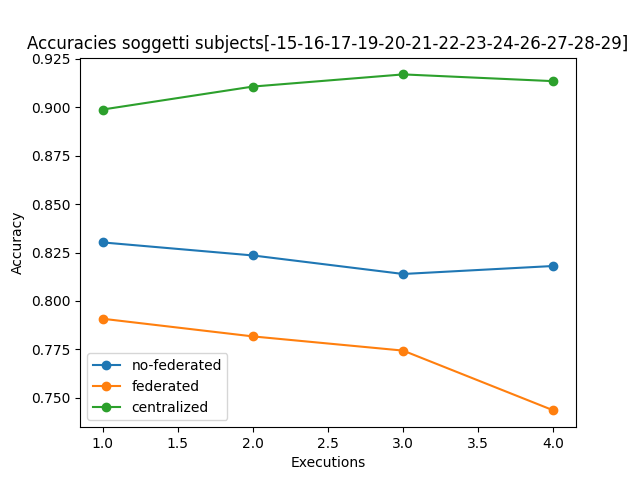 Accuracies soggetti subjects[-15-16-17-19-20-21-22-23-24-26-27-28-29]
0.925
0.900
0.875
0.850
0.825
0.800
0.775
0.750
Accuracy
no-federated
federated
centralized
1.0 1.5 2.0 2.5 3.0 3.5 4.0
Executions